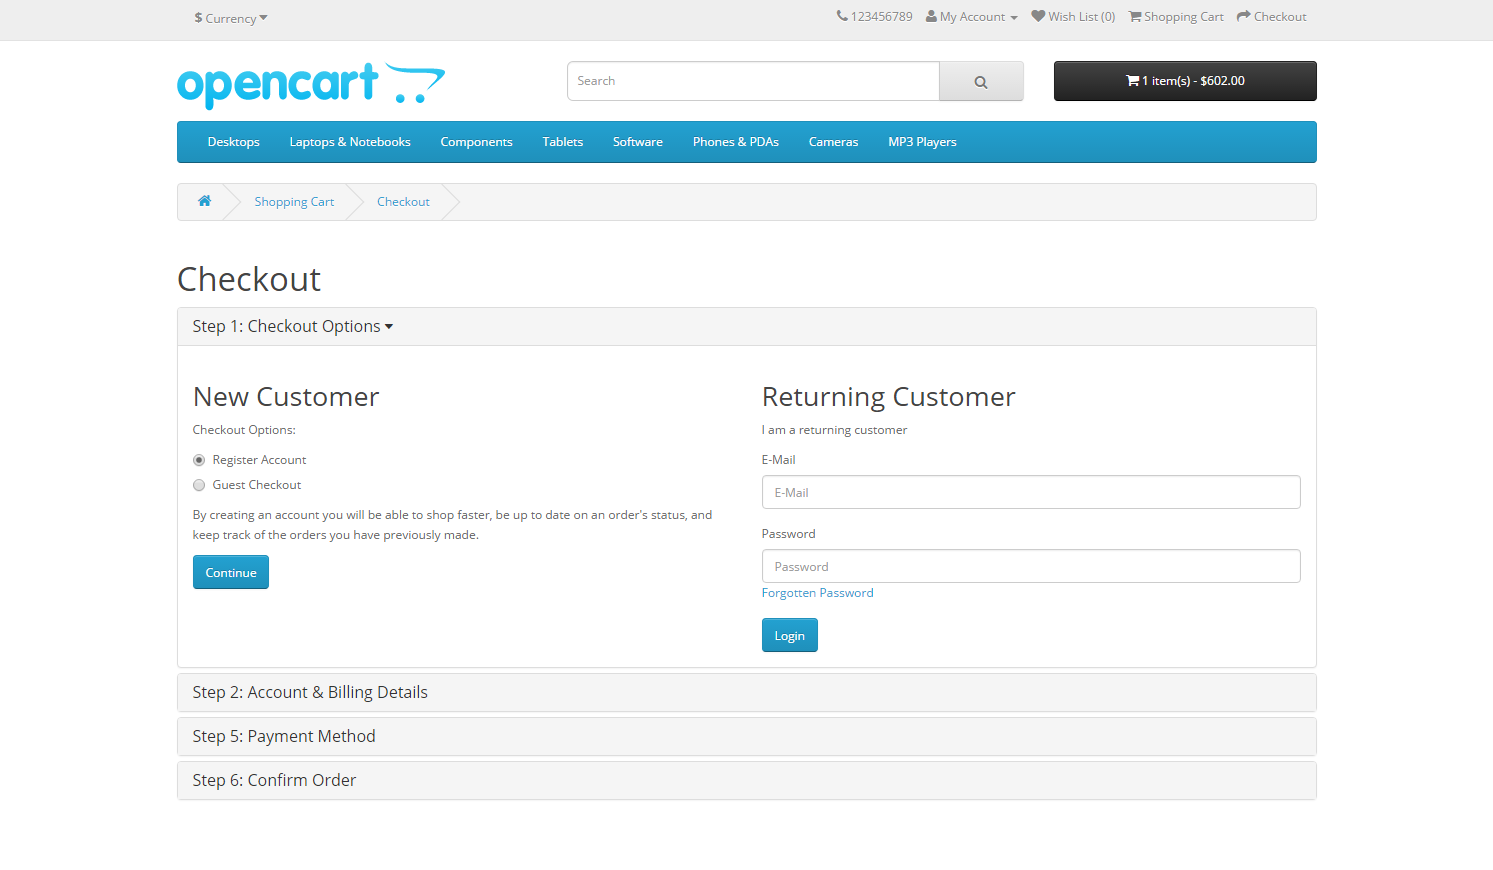 $ Currency
123456789 My Account Wish List (0) Shopping Cart Checkout
opencart
Search
1 item(s) - $602.00
Desktops Laptops & Notebooks Components Tablets Software Phones & PDAs Cameras MP3 Players
Shopping Cart Checkout
Checkout
Step 1: Checkout Options
New Customer
Checkout Options:
Register Account
Guest Checkout
By creating an account you will be able to shop faster, be up to date on an order's status, and
keep track of the orders you have previously made.
Continue
Returning Customer
I am a returning customer
E-Mail
E-Mail
Password
Password
Forgotten Password
Login
Step 2: Account & Billing Details
Step 5: Payment Method
Step 6: Confirm Order